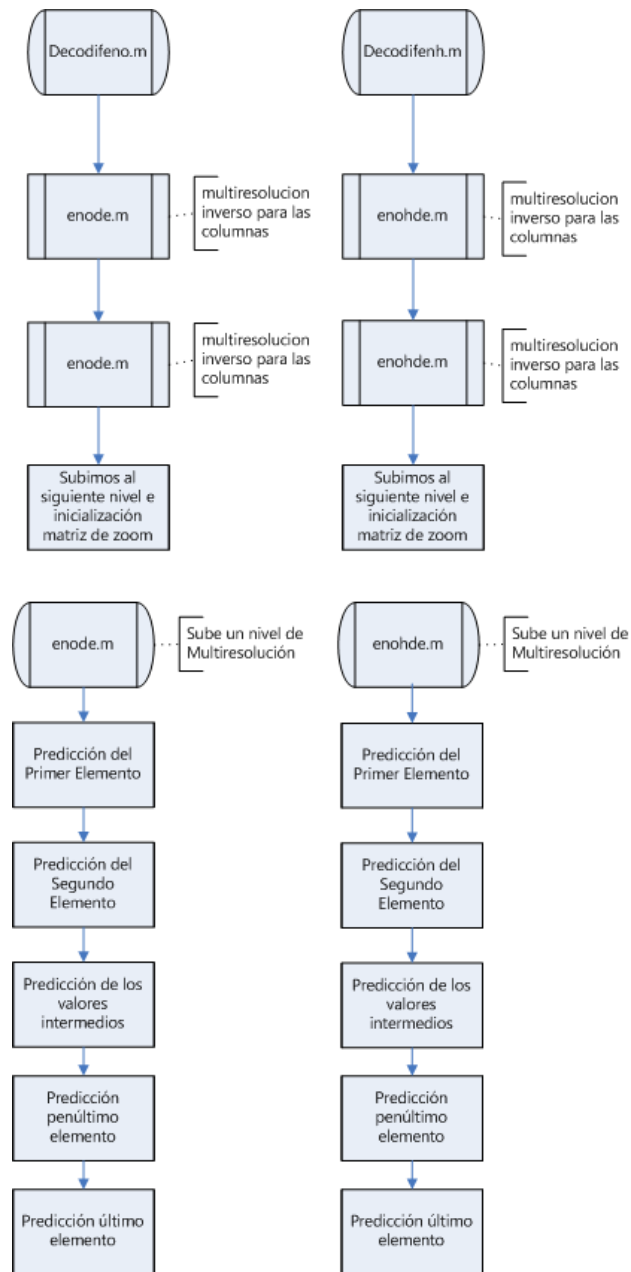 Decodifeno.m
Decodifenh.m
enode.m
multiresolucion
inverso para las
columnas
enohde.m
multiresolucion
inverso para las
columnas
enode.m
multiresolucion
inverso para las
columnas
enohde.m
multiresolucion
inverso para las
columnas
Subimos al
siguiente nivel e
inicialización
matriz de zoom
Subimos al
siguiente nivel e
inicialización
matriz de zoom
enode.m
Sube un nivel de
Multiresolución
enohde.m
Sube un nivel de
Multiresolución
Predicción del
Primer Elemento
Predicción del
Primer Elemento
Predicción del
Segundo
Elemento
Predicción del
Segundo
Elemento
Predicción de los
valores
intermedios
Predicción de los
valores
intermedios
Predicción
penúltimo
elemento
Predicción
penúltimo
elemento
Predicción último
elemento
Predicción último
elemento